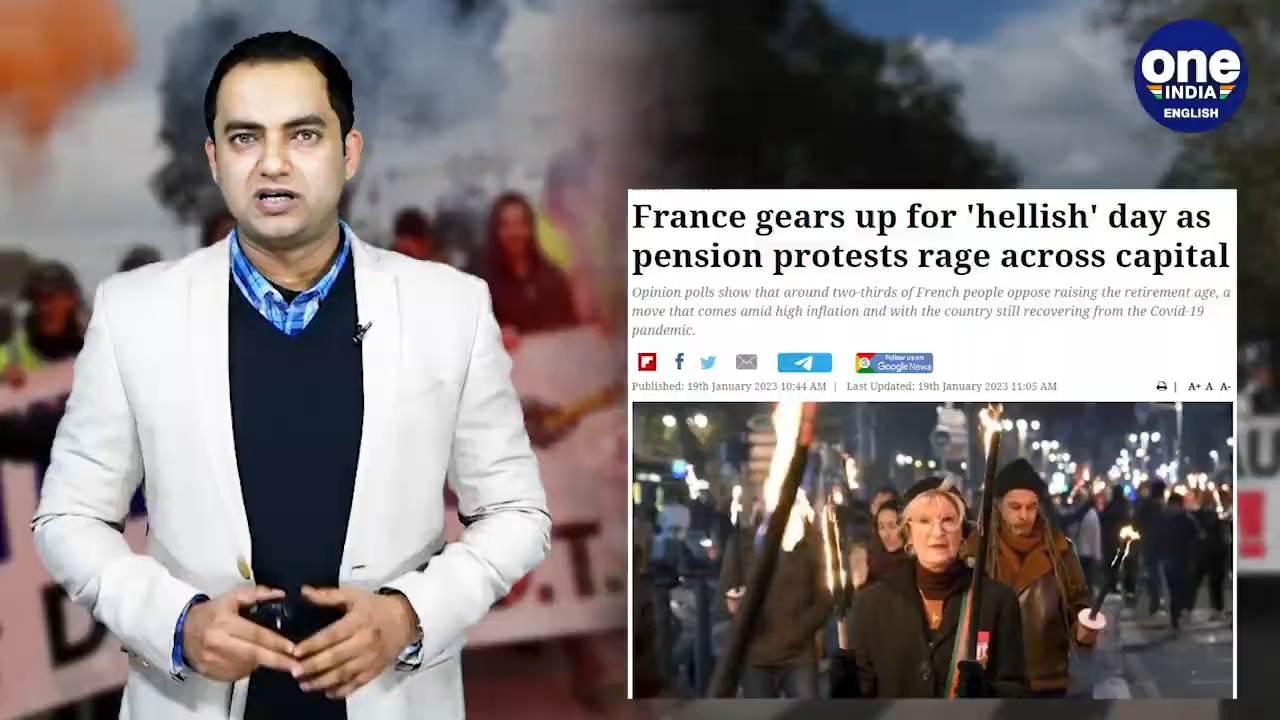 one
INDIA
ENGLISH
France gears up for 'hellish' day as
pension protests rage across capital
Opinion polls show that around two-thirds of French people oppose raising the retirement age, a
move that comes amid high inflation and with the country still recovering from the Covid-19
pandemic.
Follow us on
Google News
Published: 19th January 2023 10:44 AM | Last Updated: 19th January 2023 11:05 AM
| A+ A A-